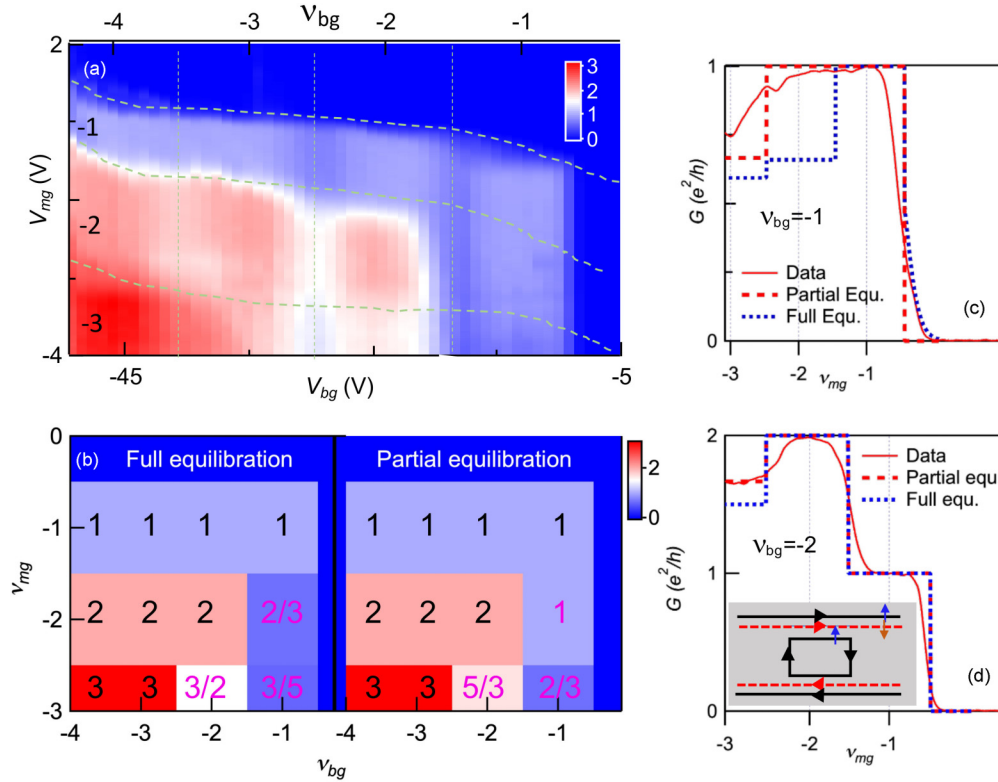 ν_bg
-4 -3 -2 -1
(a)
2
-1
-2
-3
-4
V_mg (V)
3
2
1
0
-45
-5
V_bg (V)
(b)
Full equilibration
Partial equilibration
2
0
0
-1
-2
-3
ν_mg
1 1 1 1 1 1 1 1
2 2 2 2/3 2 2 2 1
3 3 3/2 3/5 3 3 5/3 2/3
-4 -3 -2 -1 -4 -3 -2 -1 0
ν_bg
1
0
G (e²/h)
ν_bg=-1
Data
Partial Equ.
Full Equ.
(c)
-3 -2 -1
ν_mg
2
1
0
G (e²/h)
Data
Partial equ
Full equ.
ν_bg=-2
(d)
-3 -2 -1
ν_mg